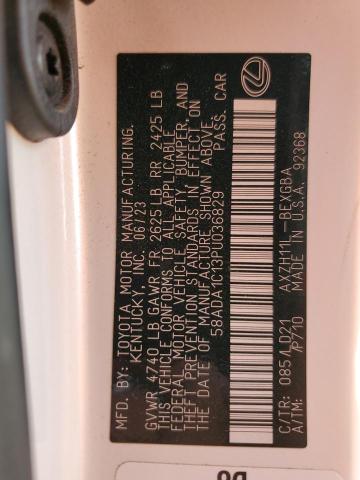 MFD. BY: TOYOTA MOTOR MANUFACTURING.
KENTUCKY, INC. 06/23
GVWR 4740 LB GAWR FR 2625 LB RR 2425 LB
THIS VEHICLE CONFORMS TO ALL APPLICABLE
FEDERAL MOTOR VEHICLE SAFETY, BUMPER, AND
THEFT PREVENTION STANDARDS IN EFFECT ON
THE DATE OF MANUFACTURE SHOWN ABOVE.
58ADA1C13PU036829 PASS. CAR
C/TR: 085/LD21 AXZH11L-BEXGBA
A/TM: /P710 U.S.A. 92368